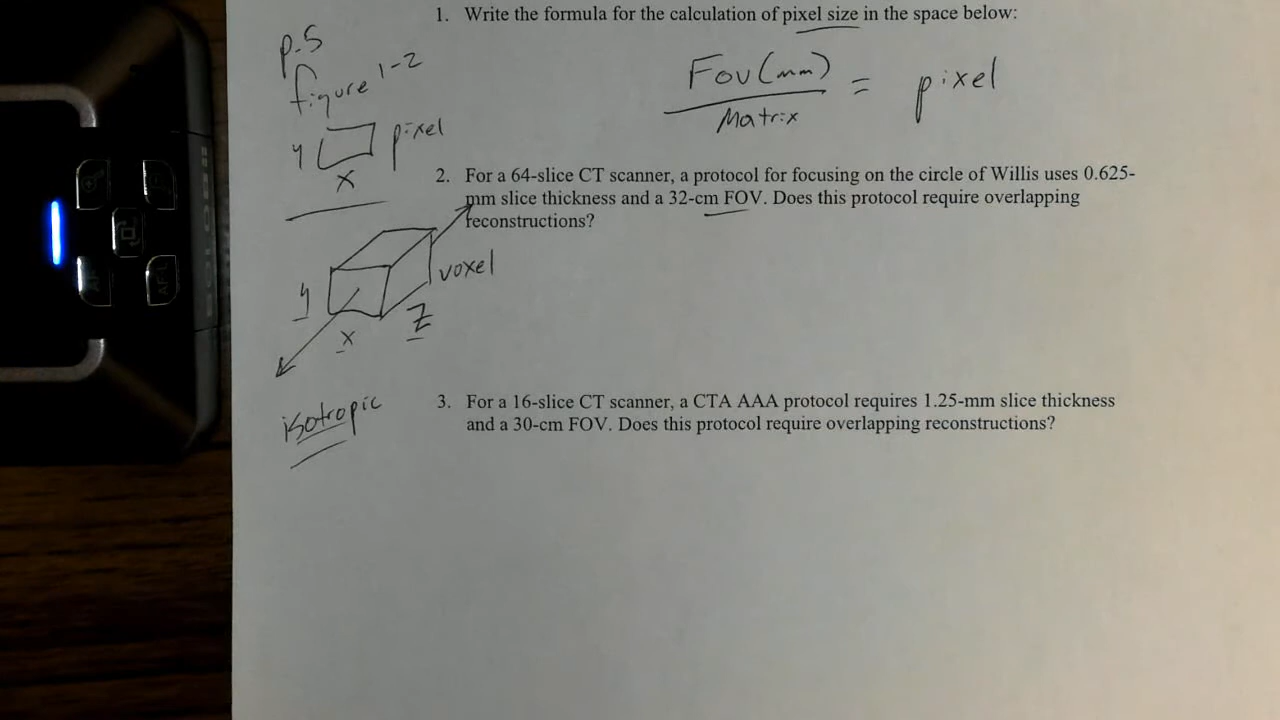 1. Write the formula for the calculation of pixel size in the space below:
p.5
figure 1-2
y pixel
x
FOV(mm) = pixel
Matrix
2. For a 64-slice CT scanner, a protocol for focusing on the circle of Willis uses 0.625-
mm slice thickness and a 32-cm FOV. Does this protocol require overlapping
reconstructions?
voxel
y
x
z
isotropic
3. For a 16-slice CT scanner, a CTA AAA protocol requires 1.25-mm slice thickness
and a 30-cm FOV. Does this protocol require overlapping reconstructions?